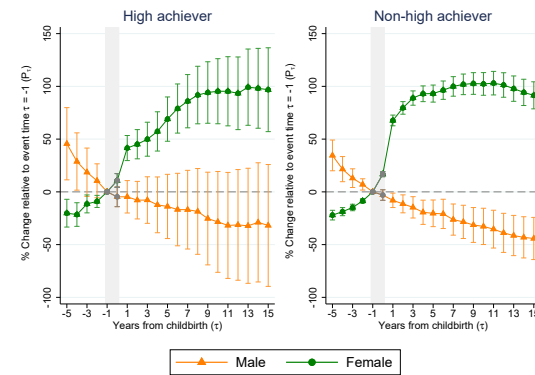 High achiever
% Change relative to event time τ = -1 (Pτ)
150
100
50
0
-50
-100
-5 -3 -1 1 3 5 7 9 11 13 15
Years from childbirth (τ)
Non-high achiever
% Change relative to event time τ = -1 (Pτ)
150
100
50
0
-50
-100
-5 -3 -1 1 3 5 7 9 11 13 15
Years from childbirth (τ)
Male Female